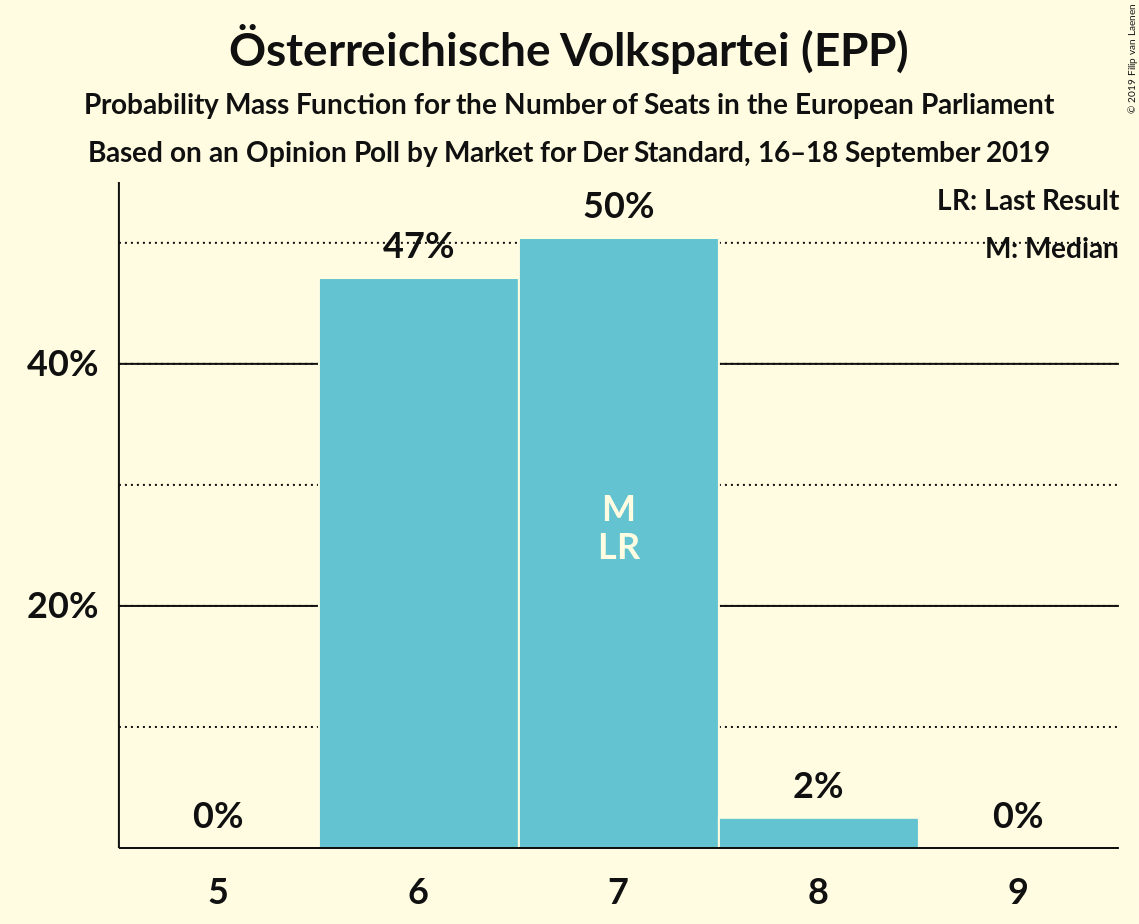 Österreichische Volkspartei (EPP)
Probability Mass Function for the Number of Seats in the European Parliament
Based on an Opinion Poll by Market for Der Standard, 16–18 September 2019
© 2019 Filip van Laenen
LR: Last Result
M: Median
50%
47%
40%
M
LR
20%
2%
0%
0%
5
6
7
8
9